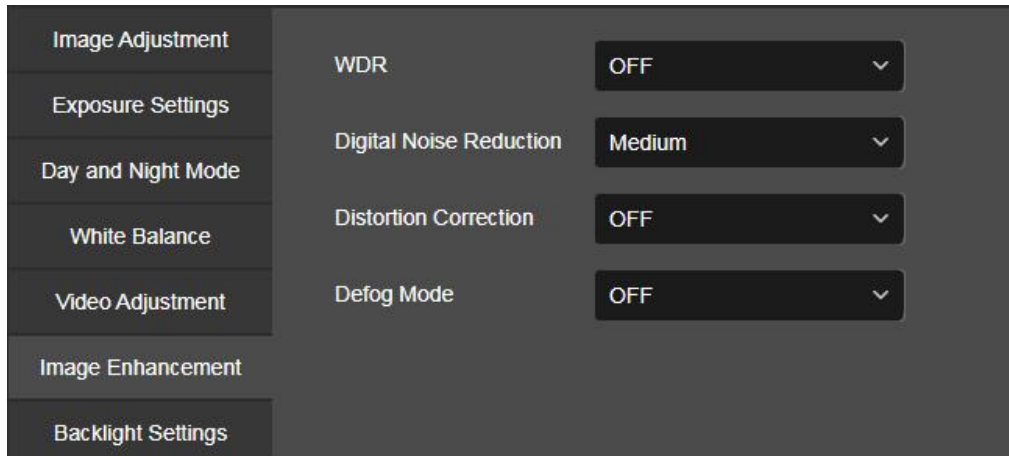 Image Adjustment
Exposure Settings
Day and Night Mode
White Balance
Video Adjustment
Image Enhancement
Backlight Settings
WDR OFF
Digital Noise Reduction Medium
Distortion Correction OFF
Defog Mode OFF